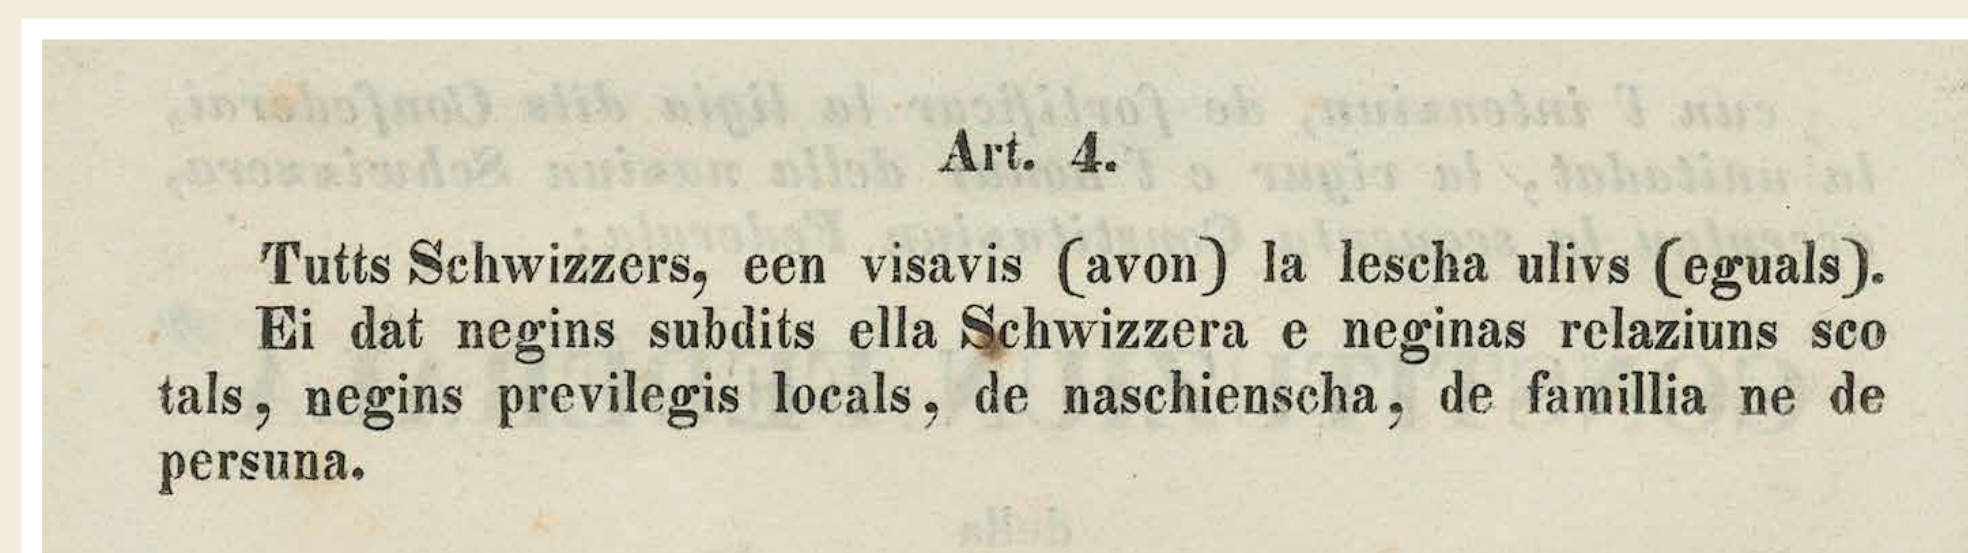 Art. 4.
Tutts Schwizzers, een visavis (avon) la lescha ulivs (eguals).
Ei dat negins subdits ella Schwizzera e neginas relaziuns sco
tals, negins previlegis locals, de naschienscha, de famillia ne de
persuna.